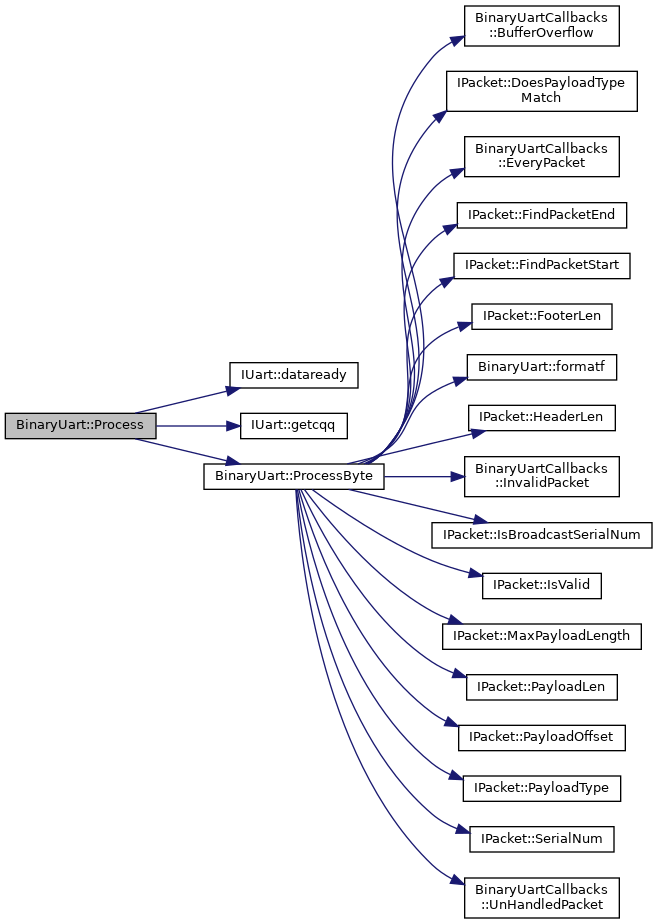 BinaryUart::Process
IUart::dataready
IUart::getcqq
BinaryUart::ProcessByte
BinaryUartCallbacks
::BufferOverflow
IPacket::DoesPayloadType
Match
BinaryUartCallbacks
::EveryPacket
IPacket::FindPacketEnd
IPacket::FindPacketStart
IPacket::FooterLen
BinaryUart::formatf
IPacket::HeaderLen
BinaryUartCallbacks
::InvalidPacket
IPacket::IsBroadcastSerialNum
IPacket::IsValid
IPacket::MaxPayloadLength
IPacket::PayloadLen
IPacket::PayloadOffset
IPacket::PayloadType
IPacket::SerialNum
BinaryUartCallbacks
::UnHandledPacket